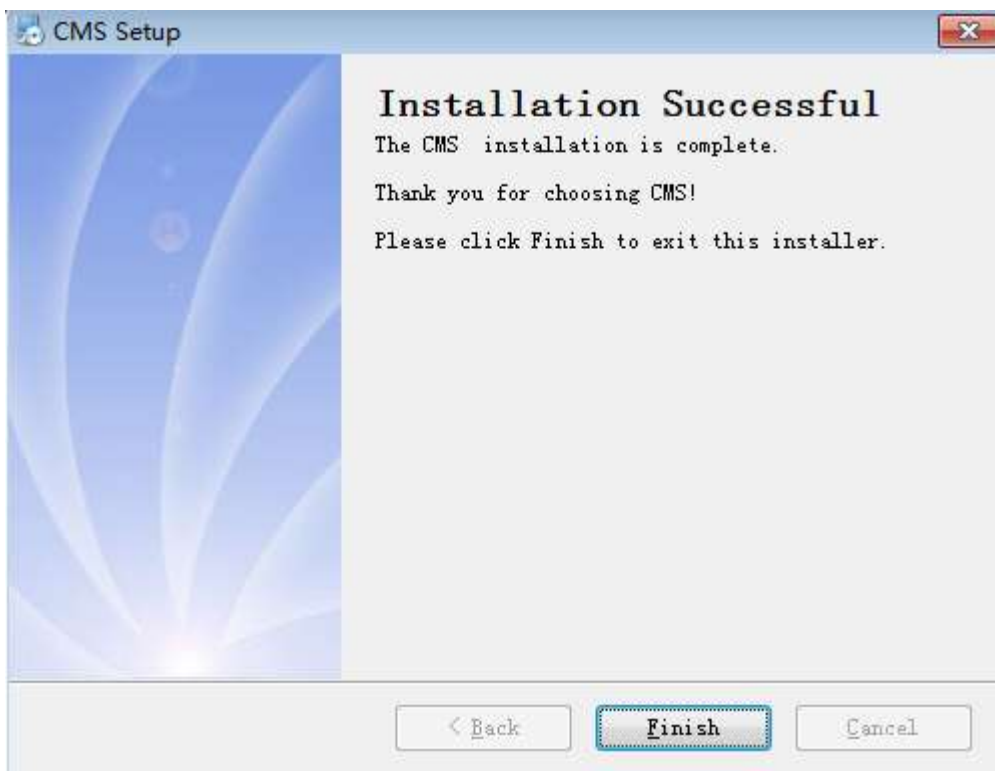 CMS Setup
Installation Successful
The CMS  installation is complete.
Thank you for choosing CMS!
Please click Finish to exit this installer.
< Back Finish Cancel